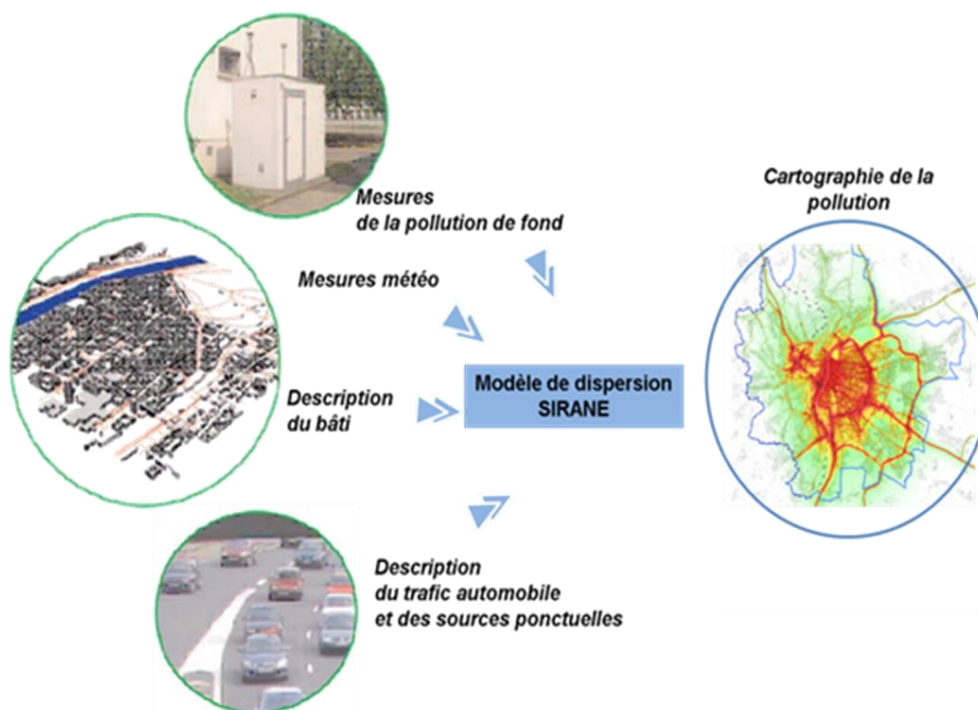 Mesures
de la pollution de fond
Cartographie de la
pollution
Mesures météo
Modèle de dispersion
SIRANE
Description
du bâti
Description
du trafic automobile
et des sources ponctuelles